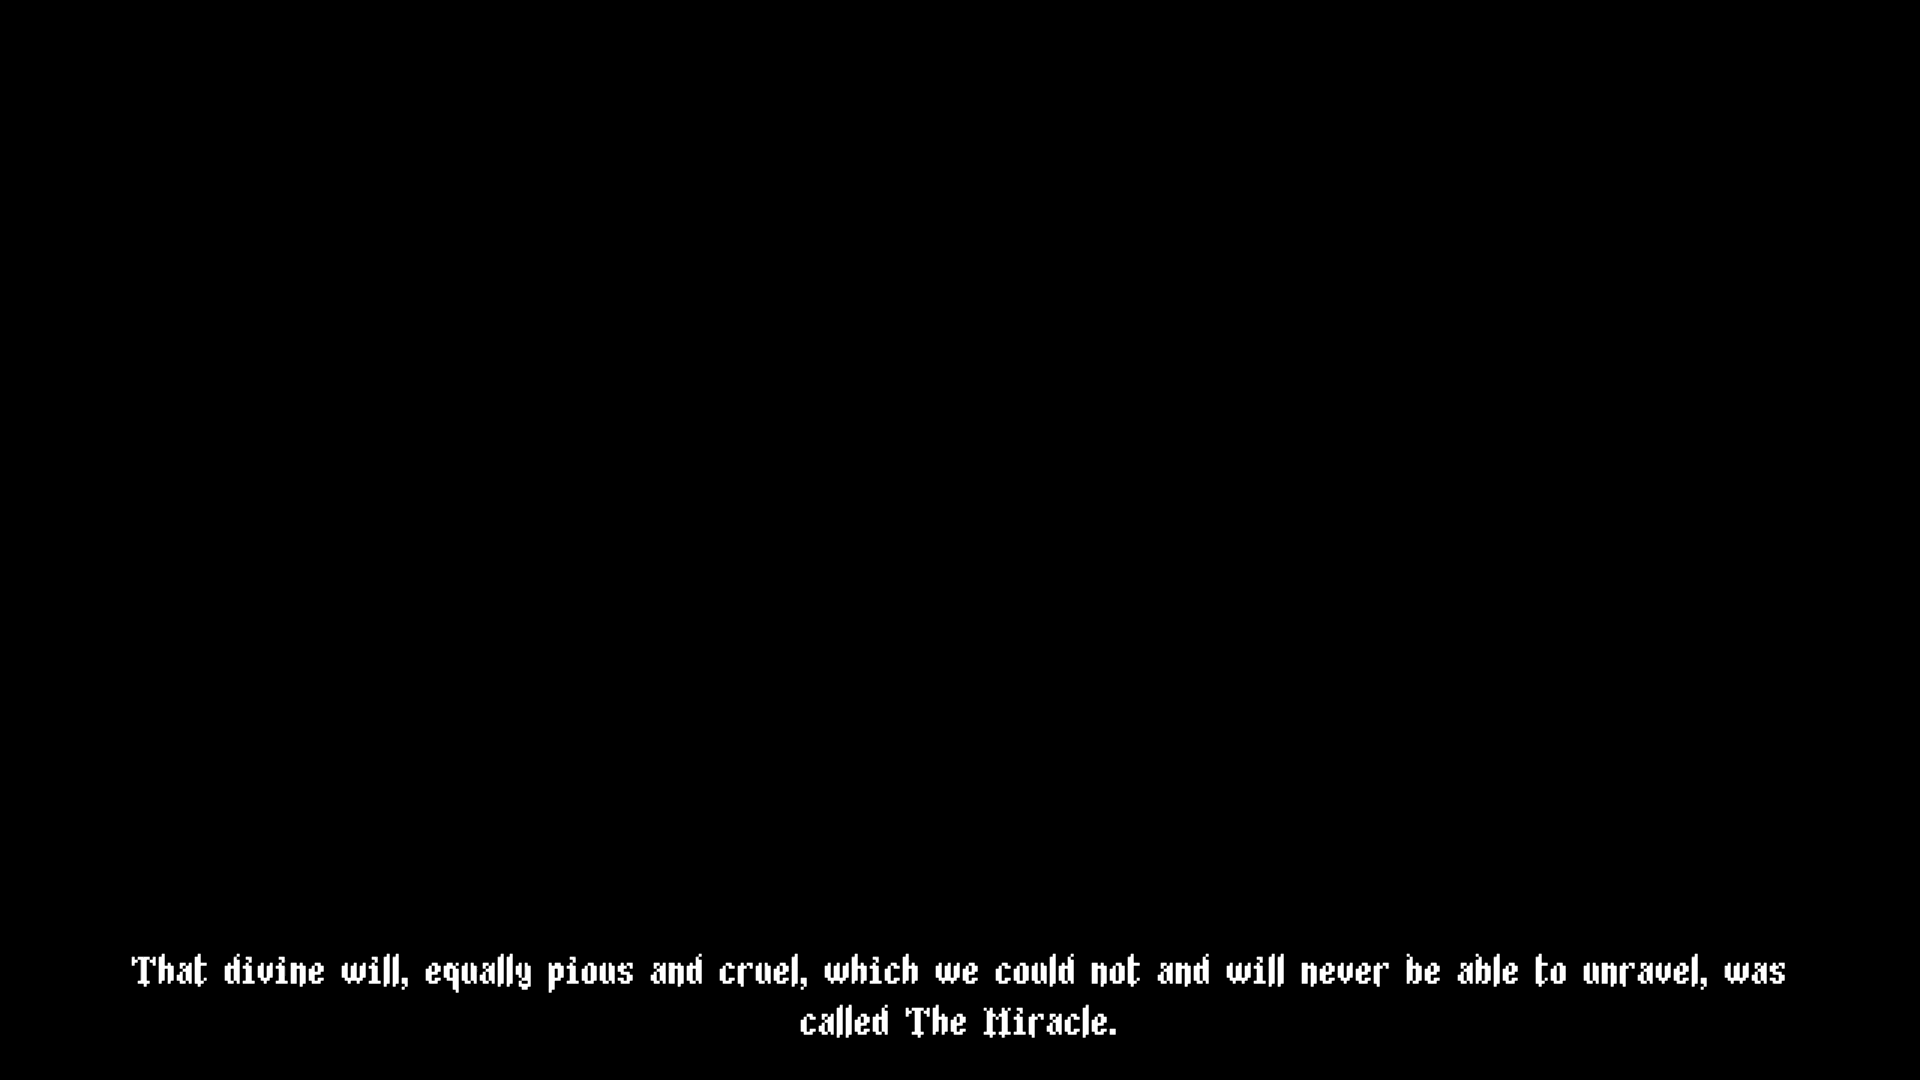 That divine will, equally pious and cruel, which we could not and will never be able to unravel, was
called The Miracle.